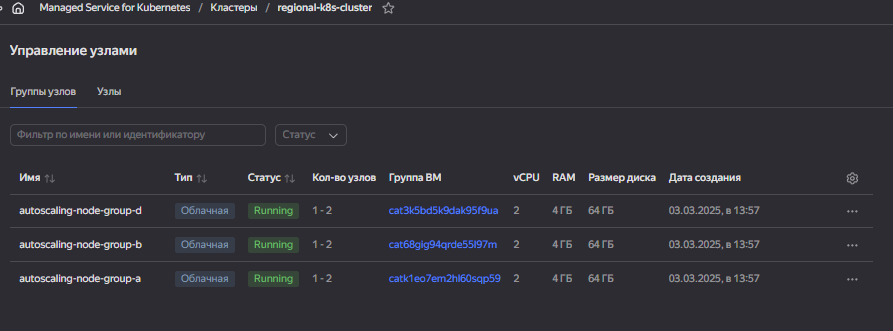 Managed Service for Kubernetes / Кластеры / regional-k8s-cluster
Управление узлами
Группы узлов Узлы
Фильтр по имени или идентификатору Статус
Имя Тип Статус Кол-во узлов Группа ВМ vCPU RAM Размер диска Дата создания
autoscaling-node-group-d Облачная Running 1 - 2 cat3k5bd5k9dak95f9ua 2 4 ГБ 64 ГБ 03.03.2025, в 13:57
autoscaling-node-group-b Облачная Running 1 - 2 cat68gig94qrde55l97m 2 4 ГБ 64 ГБ 03.03.2025, в 13:57
autoscaling-node-group-a Облачная Running 1 - 2 catk1eo7em2hl60sqp59 2 4 ГБ 64 ГБ 03.03.2025, в 13:57